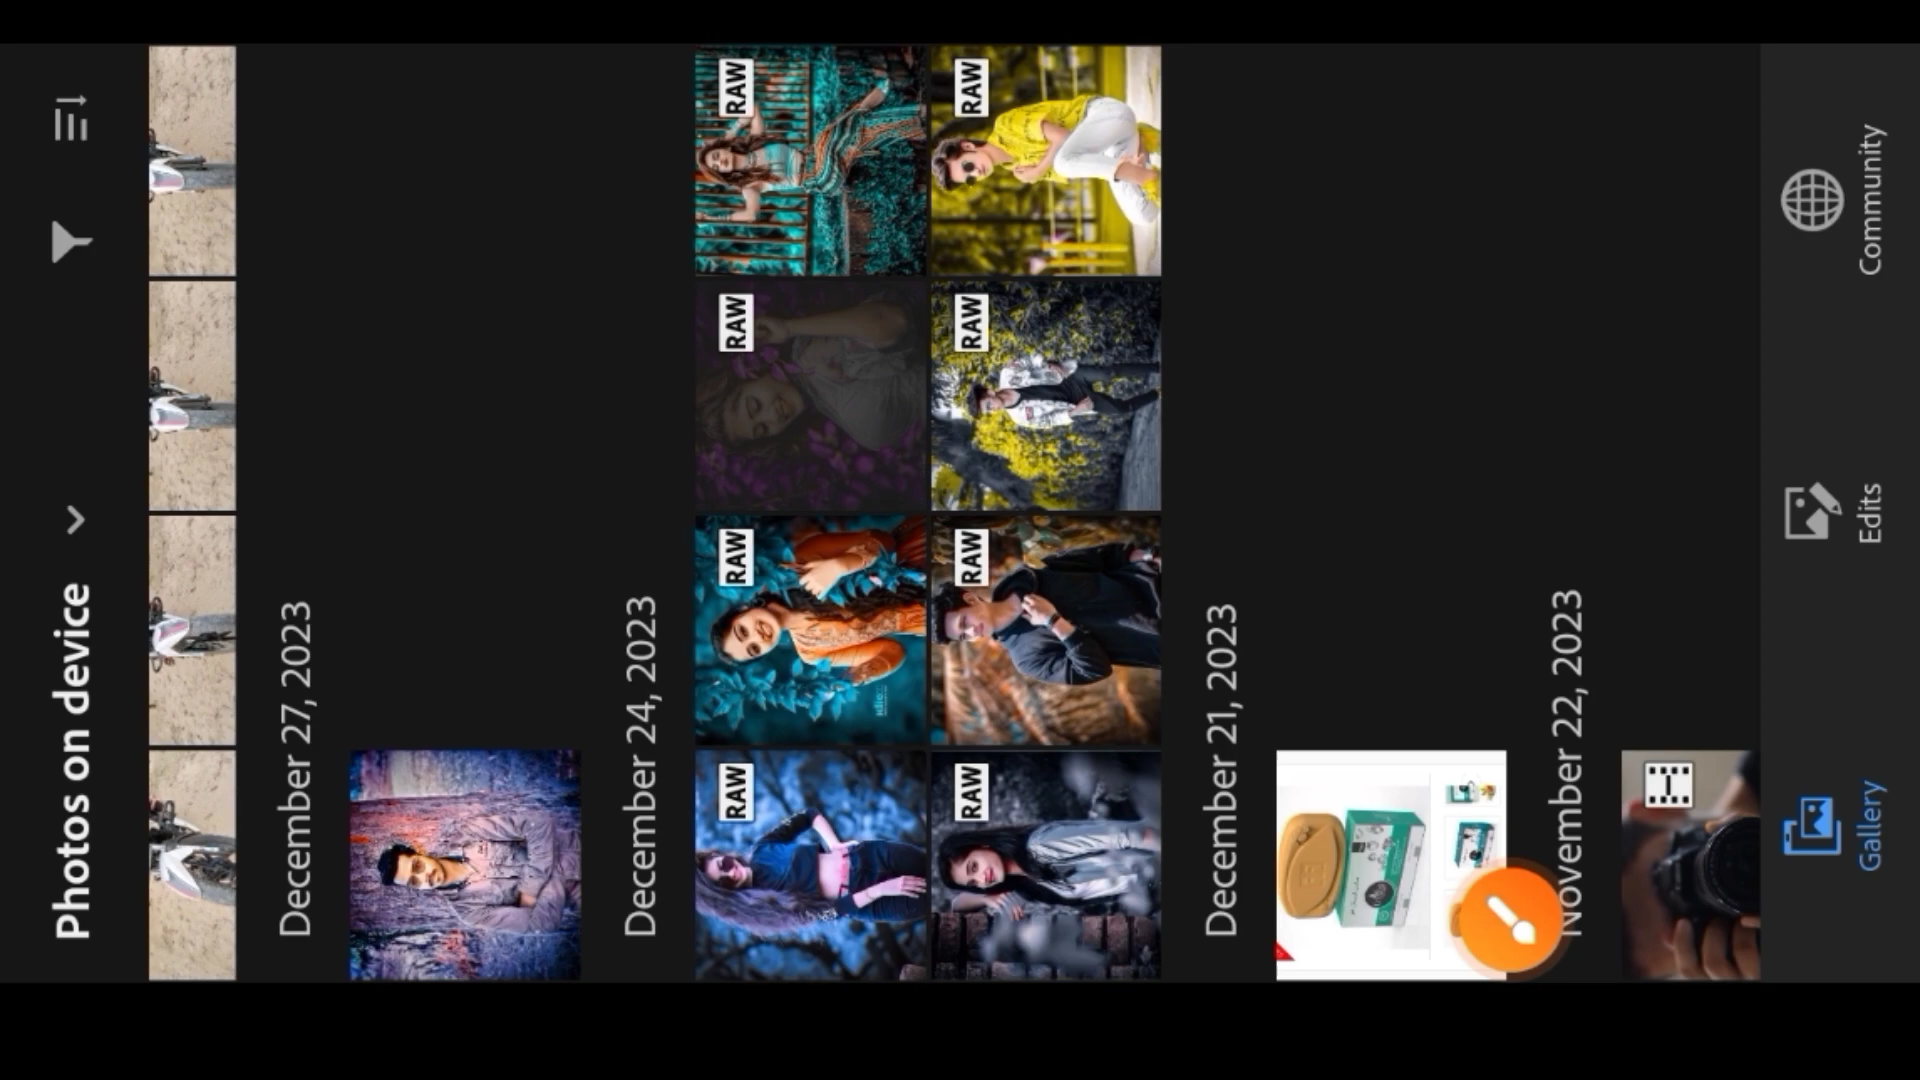 Photos on device
December 27, 2023
December 24, 2023
RAW
RAW
RAW
RAW
RAW
RAW
RAW
RAW
December 21, 2023
November 22, 2023
Gallery
Edits
Community